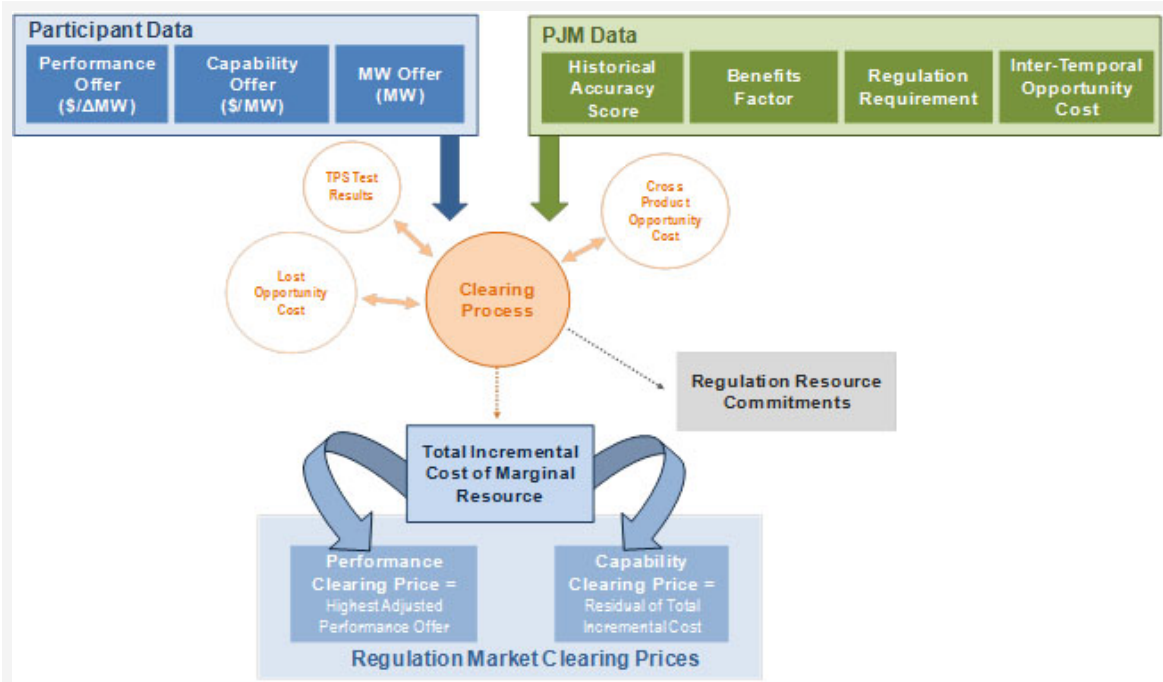 Participant Data
Performance
Offer
($/ΔMW)
Capability
Offer
($/MW)
MW Offer
(MW)
PJM Data
Historical
Accuracy
Score
Benefits
Factor
Regulation
Requirement
Inter-Temporal
Opportunity
Cost
TPS Test
Results
Cross
Product
Opportunity
Cost
Lost
Opportunity
Cost
Clearing
Process
Regulation Resource
Commitments
Total Incremental
Cost of Marginal
Resource
Performance
Clearing Price =
Highest Adjusted
Performance Offer
Capability
Clearing Price =
Residual of Total
Incremental Cost
Regulation Market Clearing Prices